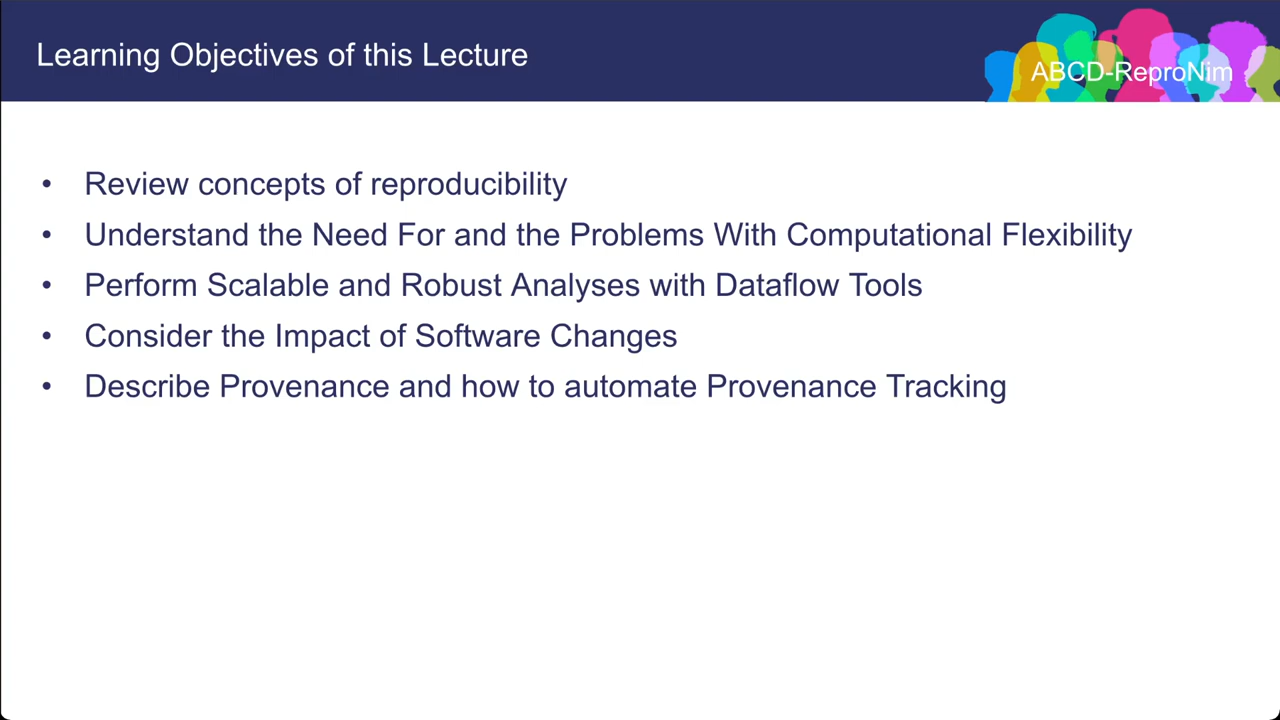 Learning Objectives of this Lecture
ABCD-ReproNim
• Review concepts of reproducibility
• Understand the Need For and the Problems With Computational Flexibility
• Perform Scalable and Robust Analyses with Dataflow Tools
• Consider the Impact of Software Changes
• Describe Provenance and how to automate Provenance Tracking